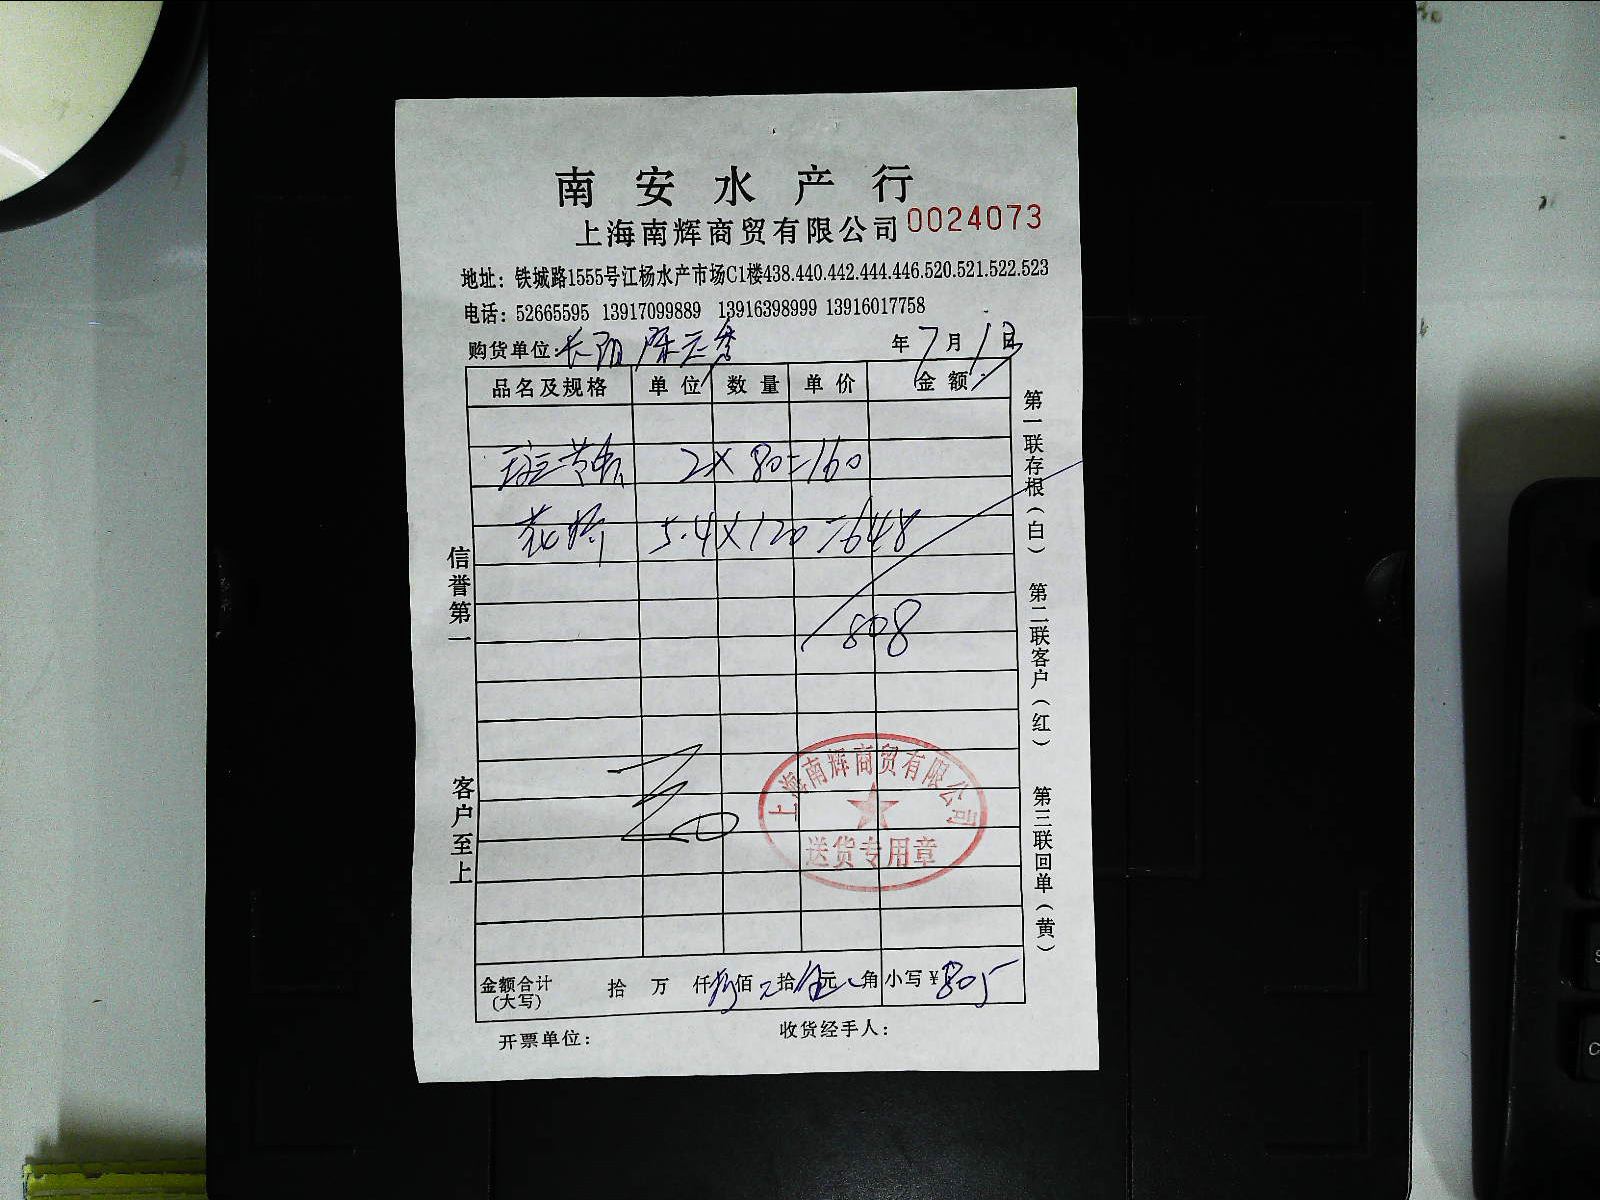 南安水产行
上海南辉商贸有限公司 0024073
地址：铁城路1555号江杨水产市场C1楼438.440.442.444.446.520.521.522.523
电话：52665595 13917099889 13916398999 13916017758
购货单位：长阳 陈 年7月1日
品名及规格 单位 数量 单价 金额
2×80=160
5.4×120=648
808
金额合计 拾 万 仟 捌佰 拾 伍元 角 小写¥805
(大写)
开票单位： 收货经手人：
信誉第一
客户至上
第一联存根(白)
第二联客户(红)
第三联回单(黄)
上海南辉商贸有限公司
送货专用章